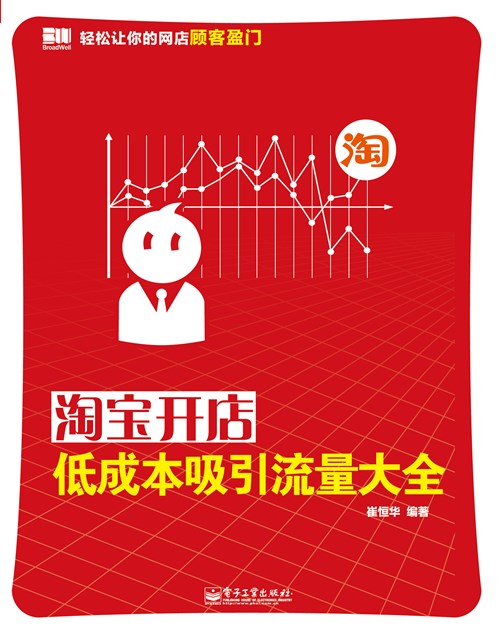 BroadWell
轻松让你的网店顾客盈门
淘
淘宝开店
低成本吸引流量大全
崔恒华 编著
电子工业出版社
PUBLISHING HOUSE OF ELECTRONICS INDUSTRY
http://www.phei.com.cn